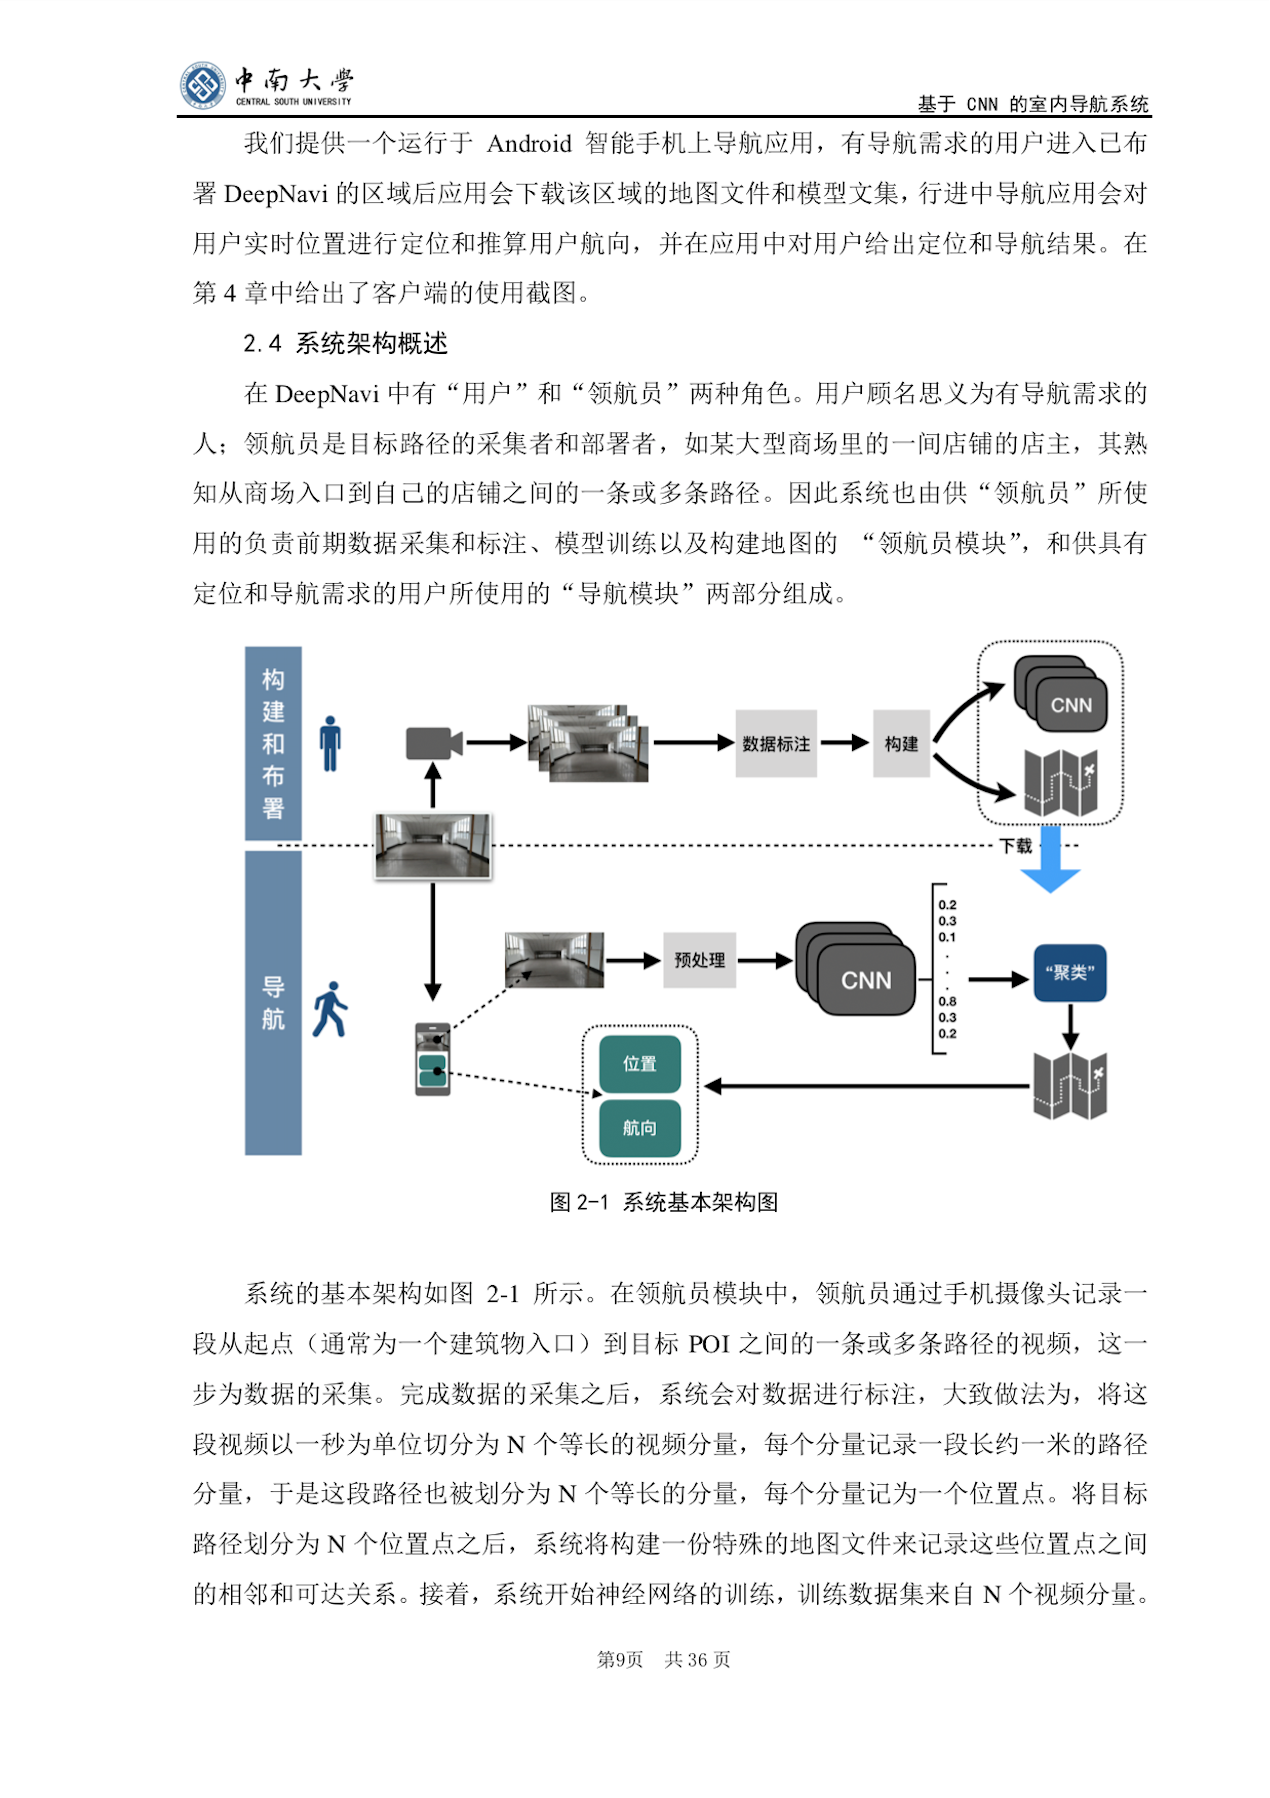 中南大学
CENTRAL SOUTH UNIVERSITY
基于 CNN 的室内导航系统
我们提供一个运行于 Android 智能手机上导航应用，有导航需求的用户进入已布
署 DeepNavi 的区域后应用会下载该区域的地图文件和模型文集，行进中导航应用会对
用户实时位置进行定位和推算用户航向，并在应用中对用户给出定位和导航结果。在
第 4 章中给出了客户端的使用截图。
2.4 系统架构概述
在 DeepNavi 中有“用户”和“领航员”两种角色。用户顾名思义为有导航需求的
人；领航员是目标路径的采集者和部署者，如某大型商场里的一间店铺的店主，其熟
知从商场入口到自己的店铺之间的一条或多条路径。因此系统也由供“领航员”所使
用的负责前期数据采集和标注、模型训练以及构建地图的 “领航员模块”，和供具有
定位和导航需求的用户所使用的“导航模块”两部分组成。
构建和布署
数据标注
构建
CNN
下载
导航
预处理
CNN
0.2
0.3
0.1
.
.
.
0.8
0.3
0.2
“聚类”
位置
航向
图 2-1 系统基本架构图
系统的基本架构如图 2-1 所示。在领航员模块中，领航员通过手机摄像头记录一
段从起点（通常为一个建筑物入口）到目标 POI 之间的一条或多条路径的视频，这一
步为数据的采集。完成数据的采集之后，系统会对数据进行标注，大致做法为，将这
段视频以一秒为单位切分为 N 个等长的视频分量，每个分量记录一段长约一米的路径
分量，于是这段路径也被划分为 N 个等长的分量，每个分量记为一个位置点。将目标
路径划分为 N 个位置点之后，系统将构建一份特殊的地图文件来记录这些位置点之间
的相邻和可达关系。接着，系统开始神经网络的训练，训练数据集来自 N 个视频分量。
第9页 共 36 页